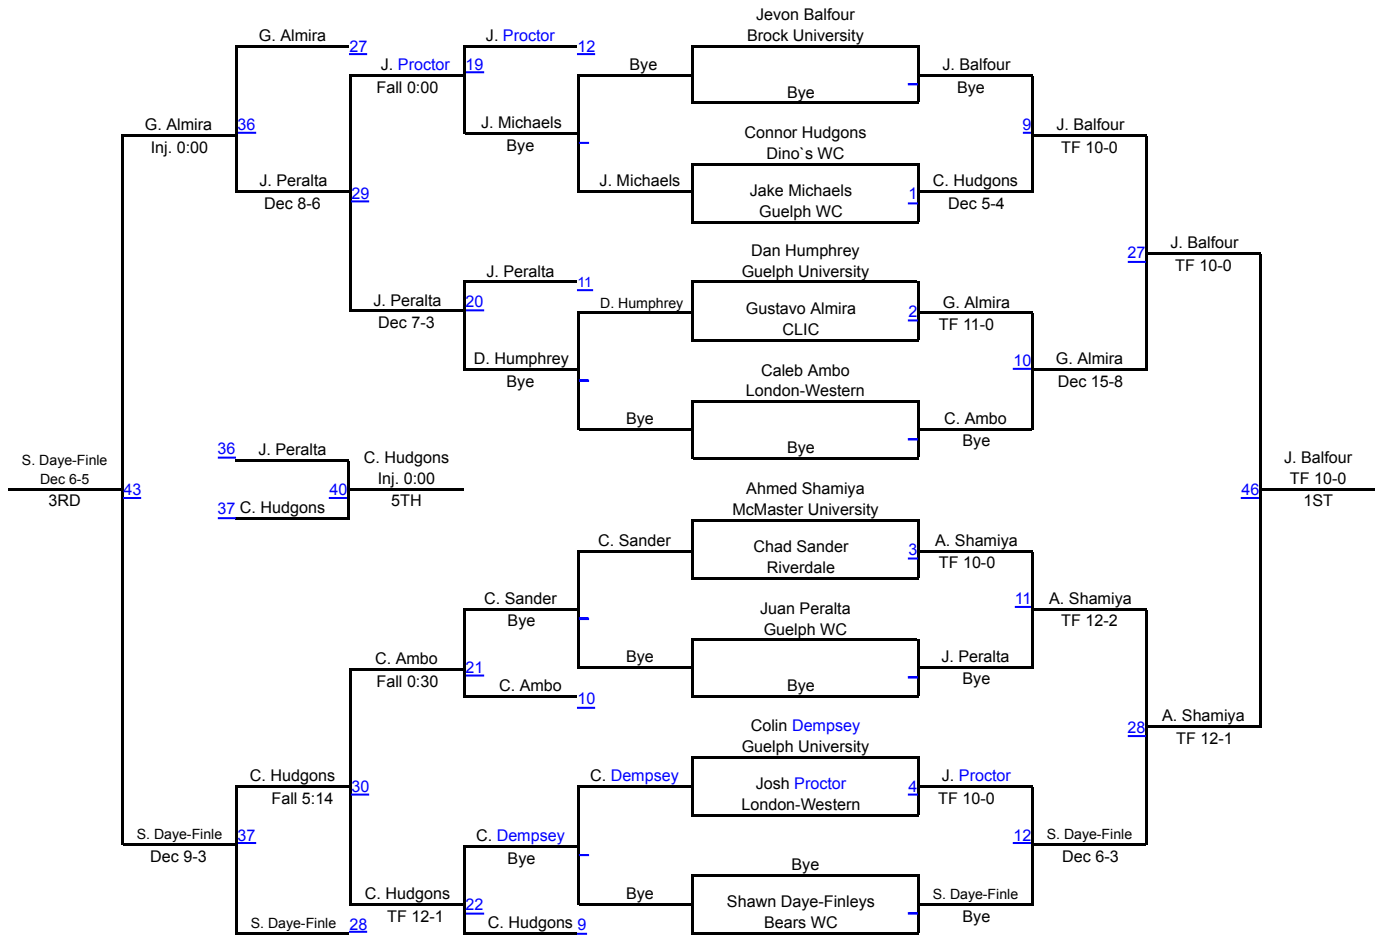 Jevon Balfour
G. Almira
J. Proctor
Brock University
27
12
J. Proctor
19
Bye
J. Balfour
Fall 0:00
Bye
Bye
G. Almira
36
J. Michaels
Connor Hudgons
9
J. Balfour
Inj. 0:00
Bye
Dino`s WC
TF 10-0
J. Peralta
29
J. Michaels
Jake Michaels
1
C. Hudgons
Dec 8-6
Guelph WC
Dec 5-4
Dan Humphrey
27
J. Balfour
J. Peralta
11
Guelph University
TF 10-0
J. Peralta
20
D. Humphrey
Gustavo Almira
2
G. Almira
Dec 7-3
CLIC
TF 11-0
D. Humphrey
Caleb Ambo
10
G. Almira
Bye
London-Western
Dec 15-8
Bye
C. Ambo
Bye
Bye
36
J. Peralta
C. Hudgons
S. Daye-Finle
J. Balfour
Dec 6-5
Inj. 0:00
TF 10-0
43
40
Ahmed Shamiya
46
3RD
5TH
1ST
37
C. Hudgons
McMaster University
C. Sander
Chad Sander
3
A. Shamiya
Riverdale
TF 10-0
C. Sander
Juan Peralta
11
A. Shamiya
Bye
Guelph WC
TF 12-2
C. Ambo
21
Bye
J. Peralta
Fall 0:30
Bye
Bye
C. Ambo
10
Colin Dempsey
28
A. Shamiya
Guelph University
TF 12-1
C. Hudgons
30
C. Dempsey
Josh Proctor
4
J. Proctor
Fall 5:14
London-Western
TF 10-0
S. Daye-Finle
37
C. Dempsey
12
S. Daye-Finle
Dec 9-3
Bye
Bye
Dec 6-3
C. Hudgons
22
Bye
Shawn Daye-Finleys
S. Daye-Finle
TF 12-1
Bears WC
Bye
S. Daye-Finle
28
C. Hudgons
9